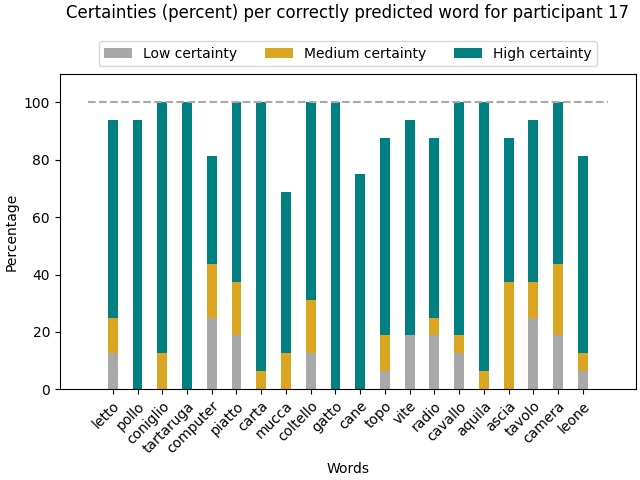 Certainties (percent) per correctly predicted word for participant 17
Low certainty Medium certainty High certainty
100
80
60
40
20
0
Percentage
letto pollo coniglio tartaruga computer piatto carta mucca coltello gatto cane topo vite radio cavallo aquila ascia tavolo camera leone
Words